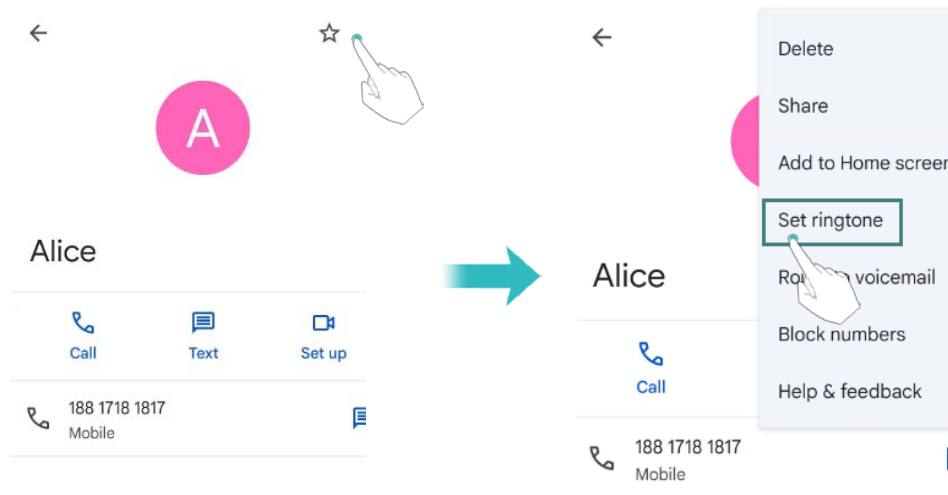 A
Alice
Call
Text
Set up
188 1718 1817
Mobile
Delete
Share
Add to Home screen
Set ringtone
voicemail
Block numbers
Help & feedback
Alice
Call
188 1718 1817
Mobile